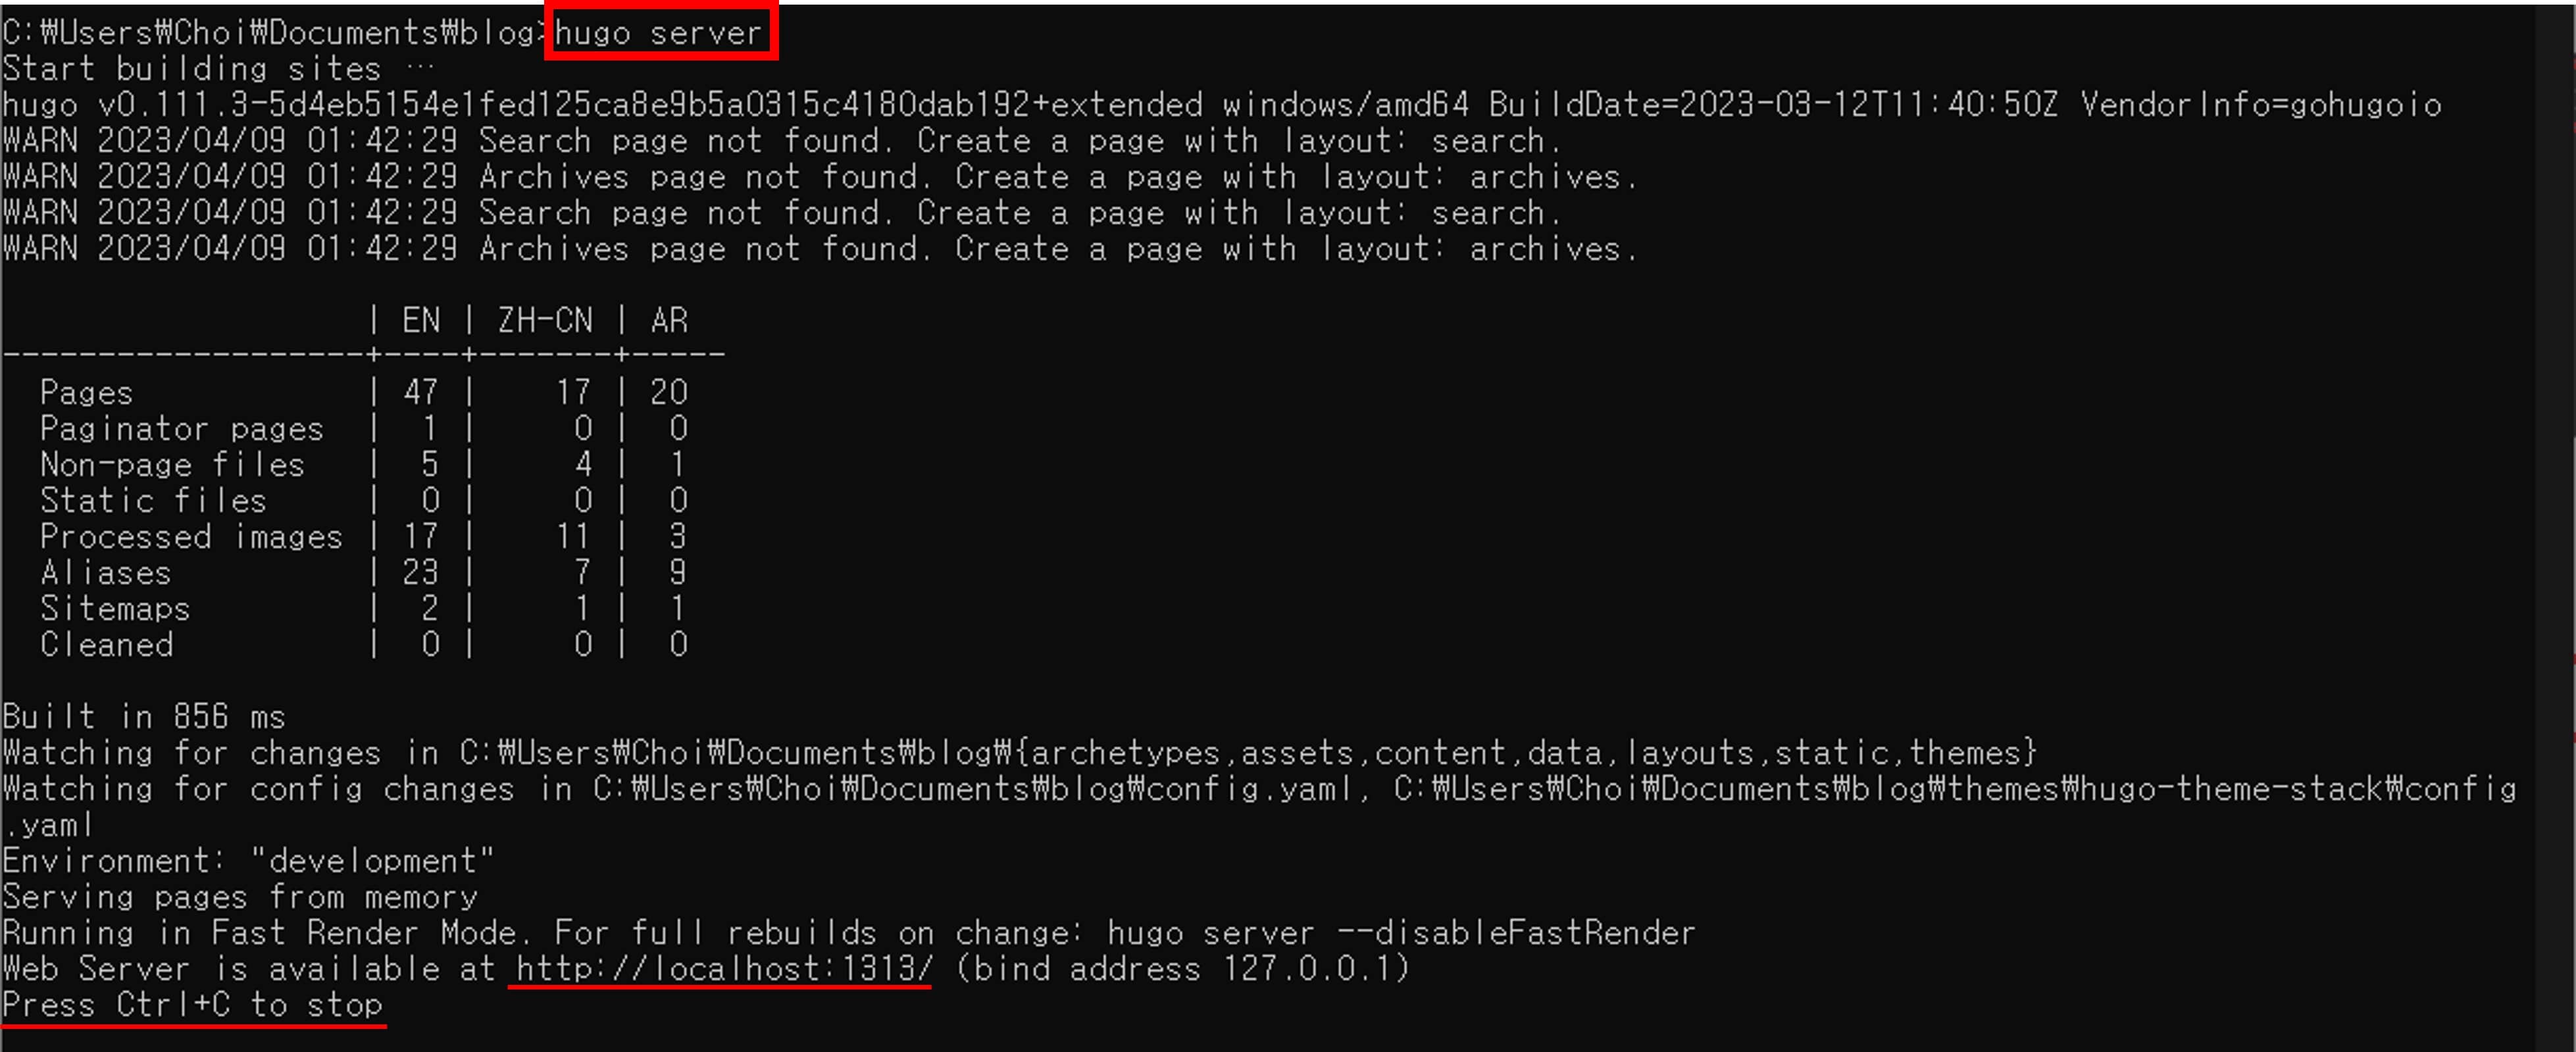 C:₩Users₩Choi₩Documents₩blog>hugo server
Start building sites …
hugo v0.111.3-5d4eb5154e1fed125ca8e9b5a0315c4180dab192+extended windows/amd64 BuildDate=2023-03-12T11:40:50Z VendorInfo=gohugoio
WARN 2023/04/09 01:42:29 Search page not found. Create a page with layout: search.
WARN 2023/04/09 01:42:29 Archives page not found. Create a page with layout: archives.
WARN 2023/04/09 01:42:29 Search page not found. Create a page with layout: search.
WARN 2023/04/09 01:42:29 Archives page not found. Create a page with layout: archives.
                   | EN | ZH-CN | AR
-------------------+----+-------+-----
  Pages            | 47 |    17 | 20
  Paginator pages  |  1 |     0 |  0
  Non-page files   |  5 |     4 |  1
  Static files     |  0 |     0 |  0
  Processed images | 17 |    11 |  3
  Aliases          | 23 |     7 |  9
  Sitemaps         |  2 |     1 |  1
  Cleaned          |  0 |     0 |  0
Built in 856 ms
Watching for changes in C:₩Users₩Choi₩Documents₩blog₩{archetypes,assets,content,data,layouts,static,themes}
Watching for config changes in C:₩Users₩Choi₩Documents₩blog₩config.yaml, C:₩Users₩Choi₩Documents₩blog₩themes₩hugo-theme-stack₩config
.yaml
Environment: "development"
Serving pages from memory
Running in Fast Render Mode. For full rebuilds on change: hugo server --disableFastRender
Web Server is available at http://localhost:1313/ (bind address 127.0.0.1)
Press Ctrl+C to stop